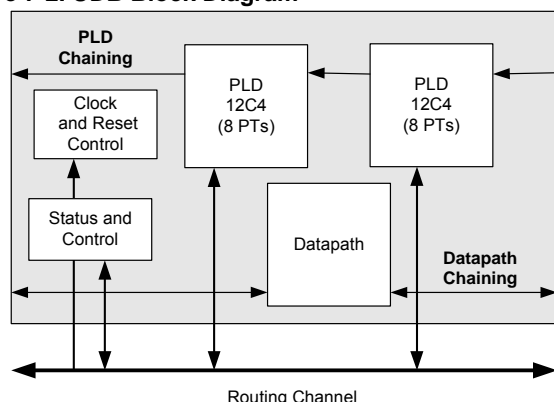 UDB Block Diagram
PLD
Chaining
PLD
12C4
(8 PTs)
PLD
12C4
(8 PTs)
Clock
and Reset
Control
Status and
Control
Datapath
Datapath
Chaining
Routing Channel